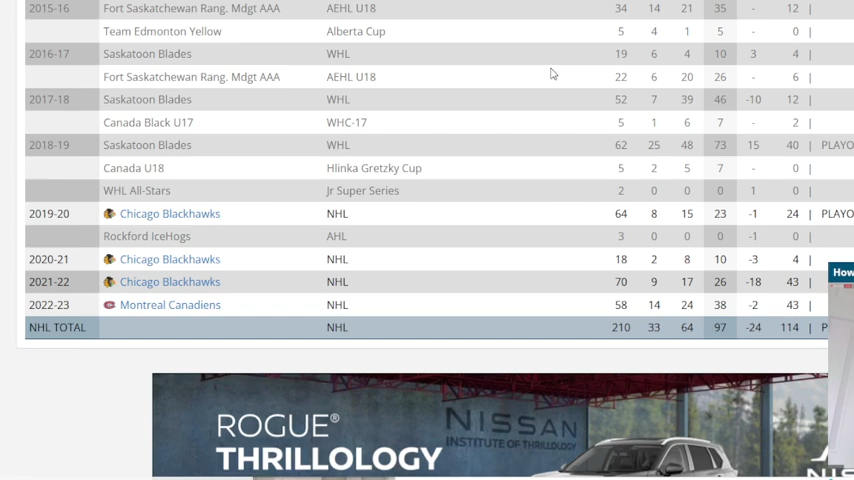 2015-16 Fort Saskatchewan Rang. Mdgt AAA AEHL U18 34 14 21 35 - 12 |
Team Edmonton Yellow Alberta Cup 5 4 1 5 - 0 |
2016-17 Saskatoon Blades WHL 19 6 4 10 3 4 |
Fort Saskatchewan Rang. Mdgt AAA AEHL U18 22 6 20 26 - 6 |
2017-18 Saskatoon Blades WHL 52 7 39 46 -10 12 |
Canada Black U17 WHC-17 5 1 6 7 - 2 |
2018-19 Saskatoon Blades WHL 62 25 48 73 15 40 | PLAYO
Canada U18 Hlinka Gretzky Cup 5 2 5 7 - 0 |
WHL All-Stars Jr Super Series 2 0 0 0 1 0 |
2019-20 Chicago Blackhawks NHL 64 8 15 23 -1 24 | PLAYO
Rockford IceHogs AHL 3 0 0 0 -1 0 |
2020-21 Chicago Blackhawks NHL 18 2 8 10 -3 4 |
2021-22 Chicago Blackhawks NHL 70 9 17 26 -18 43 |
2022-23 Montreal Canadiens NHL 58 14 24 38 -2 43 |
NHL TOTAL NHL 210 33 64 97 -24 114 | P
How
ROGUE®
THRILLOLOGY
NISSAN
INSTITUTE OF THRILLOLOGY
NIS